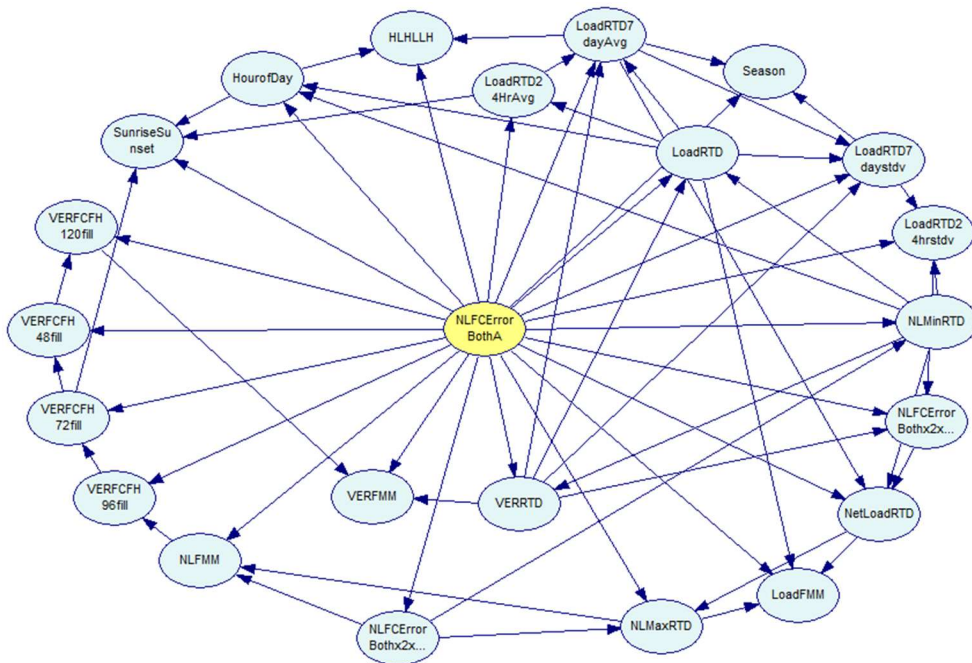 LoadRTD7
dayAvg
HLHLLH
Season
HourofDay
LoadRTD2
4HrAvg
SunriseSu
nset
LoadRTD
LoadRTD7
daystdv
VERFCFH
120fill
LoadRTD2
4hrstdv
VERFCFH
48fill
NLFCError
BothA
NLMinRTD
VERFCFH
72fill
NLFCError
Bothx2x...
VERFCFH
96fill
VERFMM
VERRTD
NetLoadRTD
NLFMM
LoadFMM
NLFCError
Bothx2x...
NLMaxRTD